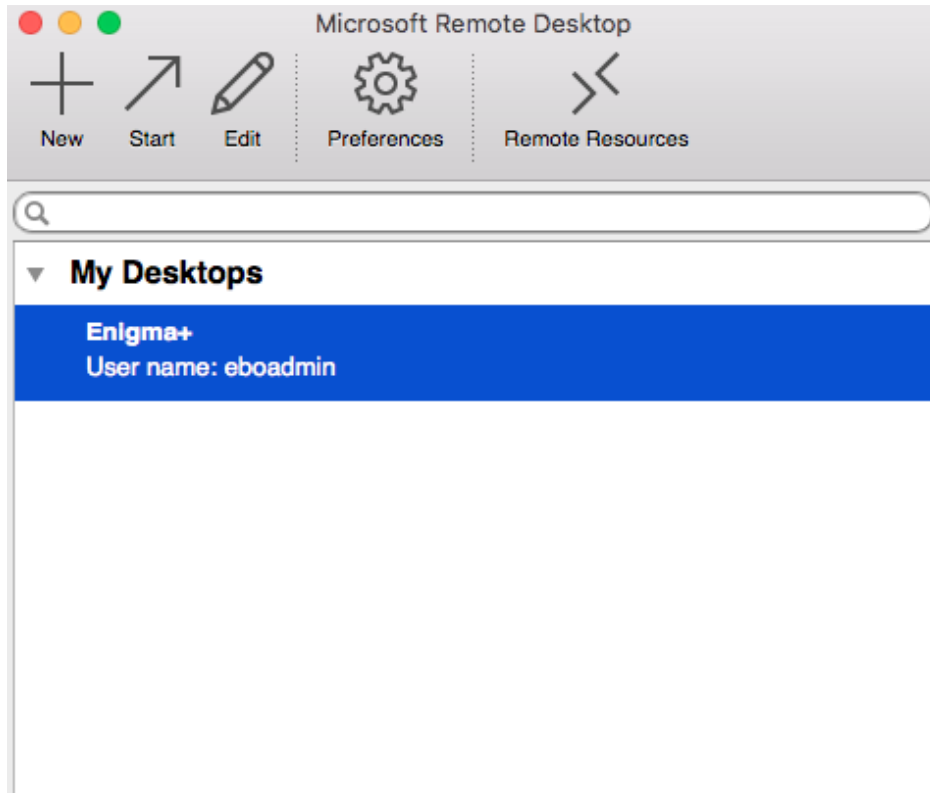 Microsoft Remote Desktop
New Start Edit Preferences Remote Resources
My Desktops
Enigma+
User name: eboadmin